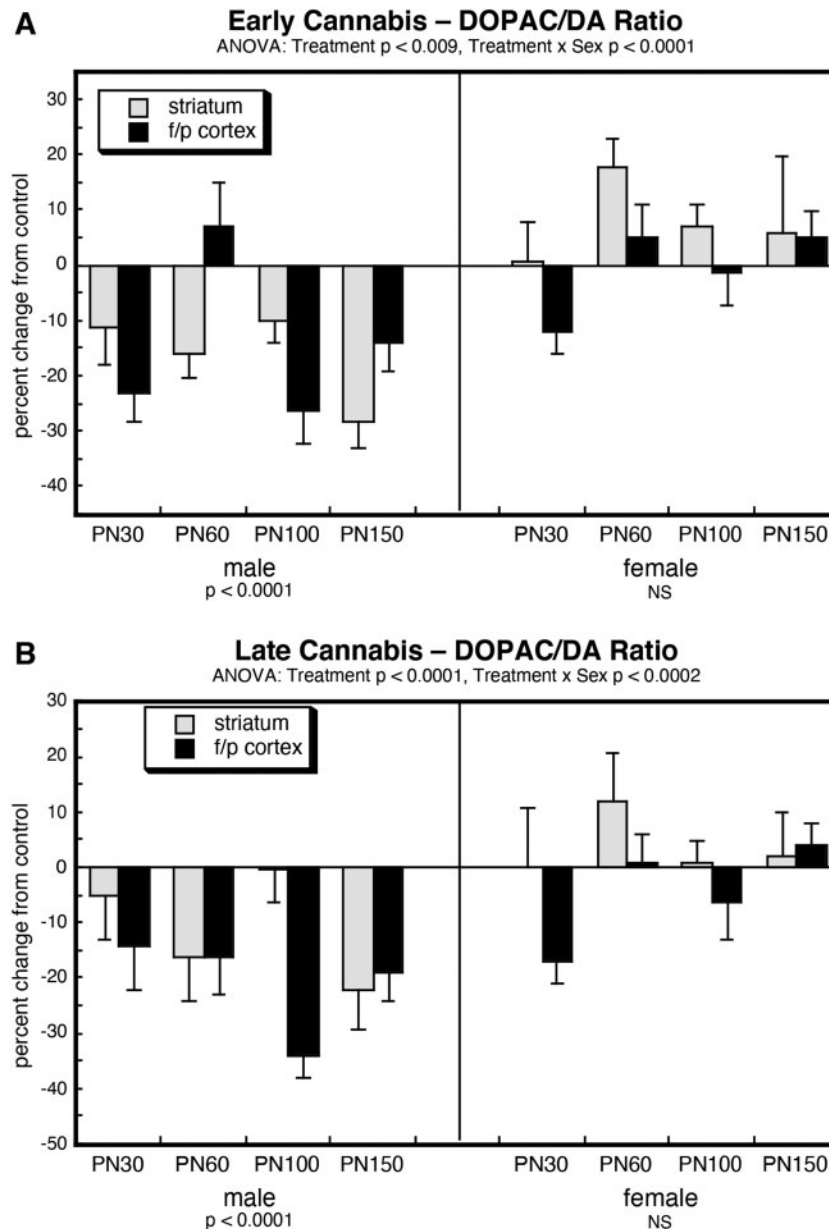 A
Early Cannabis – DOPAC/DA Ratio
ANOVA: Treatment p < 0.009, Treatment x Sex p < 0.0001
striatum
f/p cortex
percent change from control
30
20
10
0
-10
-20
-30
-40
PN30 PN60 PN100 PN150 PN30 PN60 PN100 PN150
male female
p < 0.0001 NS
B
Late Cannabis – DOPAC/DA Ratio
ANOVA: Treatment p < 0.0001, Treatment x Sex p < 0.0002
striatum
f/p cortex
percent change from control
30
20
10
0
-10
-20
-30
-40
-50
PN30 PN60 PN100 PN150 PN30 PN60 PN100 PN150
male female
p < 0.0001 NS